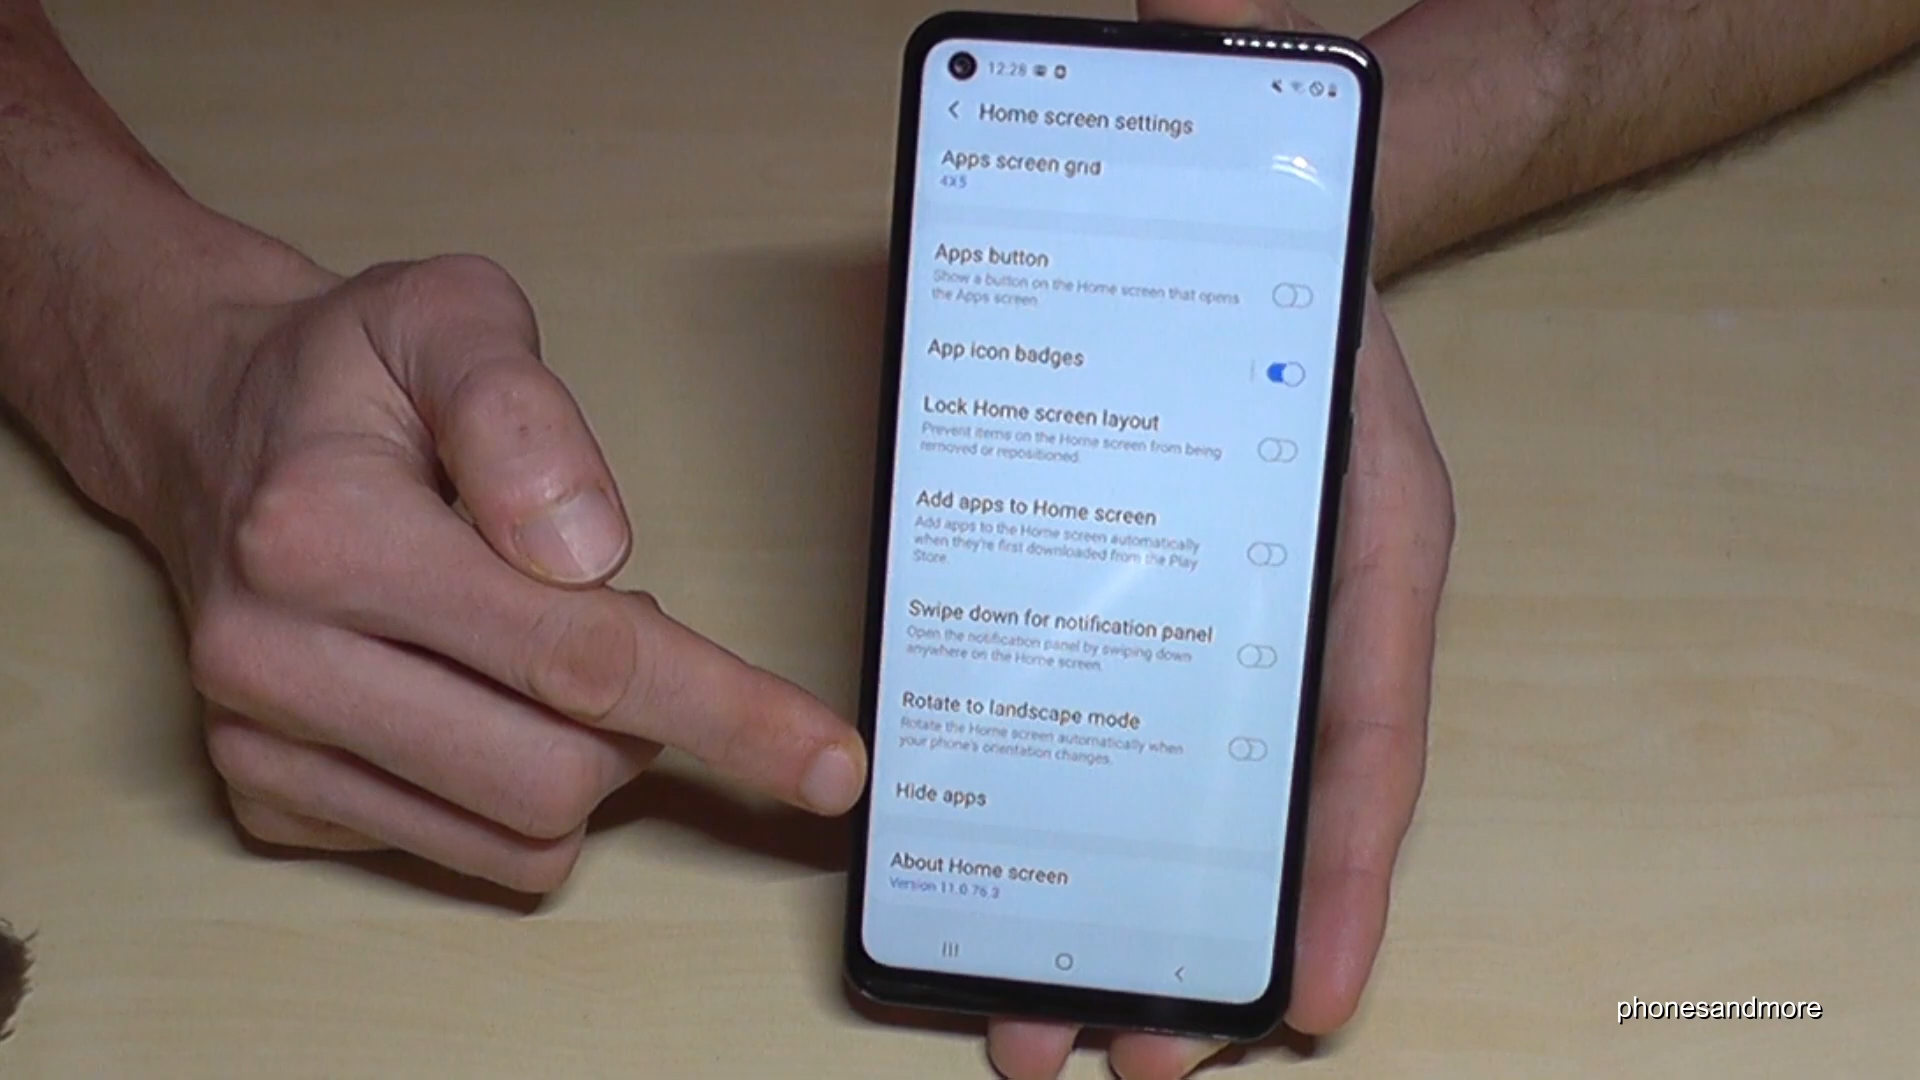 12:28
Home screen settings
Apps screen grid
4X5
Apps button
Show a button on the Home screen that opens
the Apps screen.
App icon badges
Lock Home screen layout
Prevent items on the Home screen from being
removed or repositioned.
Add apps to Home screen
Add apps to the Home screen automatically
when they're first downloaded from the Play
Store.
Swipe down for notification panel
Open the notification panel by swiping down
anywhere on the Home screen.
Rotate to landscape mode
Rotate the Home screen automatically when
your phone's orientation changes.
Hide apps
About Home screen
Version 11.0.76.3
phonesandmore